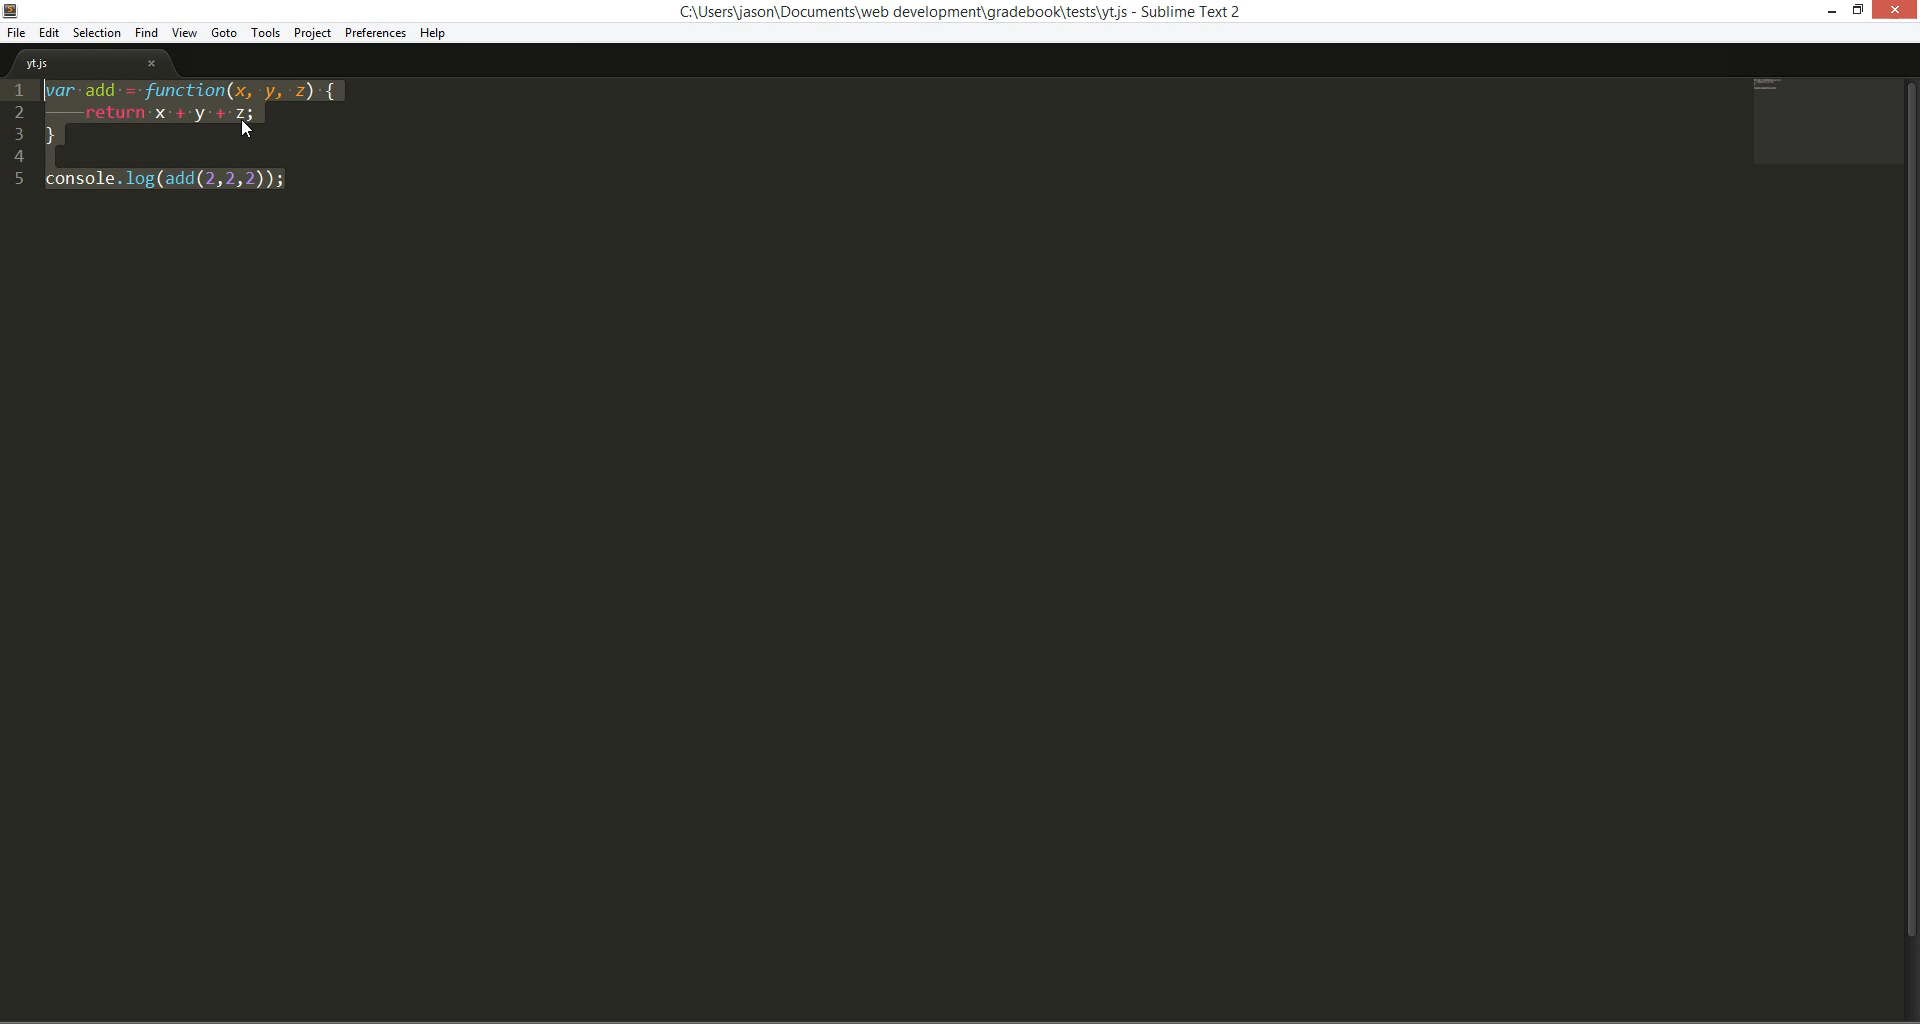 C:\Users\jason\Documents\web development\gradebook\tests\yt.js - Sublime Text 2
File Edit Selection Find View Goto Tools Project Preferences Help
yt.js
1 var add = function(x, y, z) {
2 return x + y + z;
3 }
4
5 console.log(add(2,2,2));